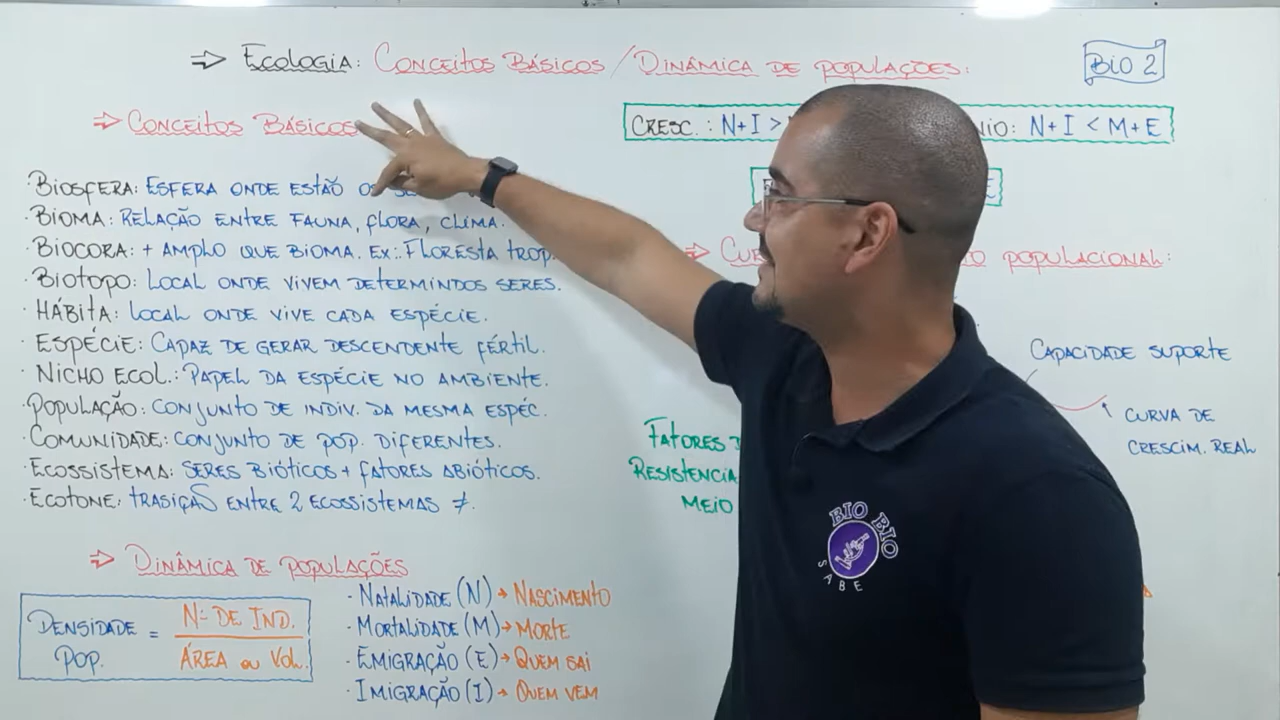 ⇨ Ecologia: Conceitos Básicos / Dinâmica de populações:
Bio 2
⇨ Conceitos Básicos
· Biosfera: Esfera onde estão os
· Bioma: Relação entre fauna, flora, clima.
· Biocora: + amplo que bioma. Ex.: Floresta trop.
· Biotopo: Local onde vivem determindos seres.
· Hábita: Local onde vive cada espécie.
· Espécie: Capaz de gerar descendente fértil.
· Nicho Ecol.: Papel da espécie no ambiente.
· População: conjunto de indiv. da mesma espéc.
· Comunidade: conjunto de pop. diferentes.
· Ecossistema: seres bióticos + fatores abióticos.
· Ecotone: trasição entre 2 ecossistemas ≠.
⇨ Dinâmica de populações
Densidade Pop. = Nº de Ind. / Área ou Vol.
· Natalidade (N) → Nascimento
· Mortalidade (M) → Morte
· Emigração (E) → Quem sai
· Imigração (I) → Quem vem
Cresc.: N+I >
N+I < M+E
⇨
populacional:
Capacidade suporte
Curva de
crescim. real
Fatores
Resistencia
Meio
BIO BIO
SABE